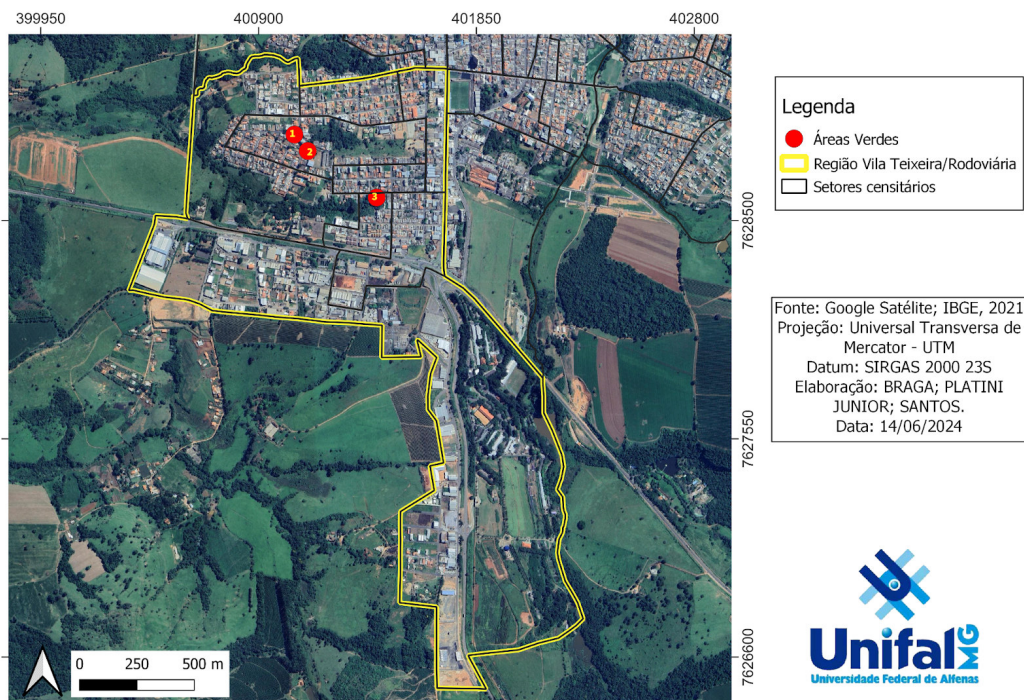 399950 400900 401850 402800
1
2
3
7628500
7627550
7626600
0 250 500 m
Legenda
Áreas Verdes
Região Vila Teixeira/Rodoviária
Setores censitários
Fonte: Google Satélite; IBGE, 2021
Projeção: Universal Transversa de
Mercator - UTM
Datum: SIRGAS 2000 23S
Elaboração: BRAGA; PLATINI
JUNIOR; SANTOS.
Data: 14/06/2024
Unifal MG
Universidade Federal de Alfenas